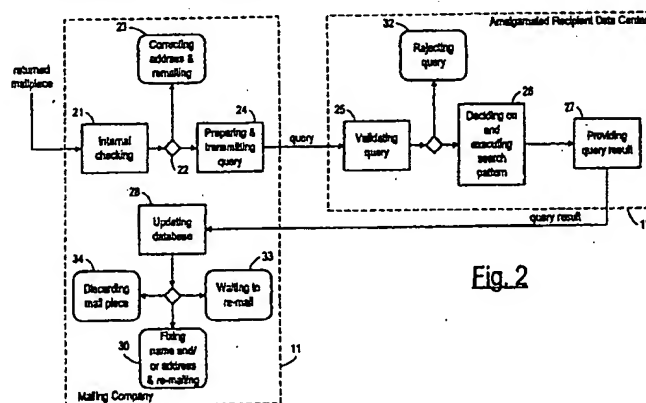 Amalgamated Recipient Data Center
23
Correcting
address &
remailing
32
Rejecting
query
returned
mailpiece
21
Internal
checking
22
24
Preparing &
transmitting
query
query
25
Validating
query
26
Deciding on
and
executing
search
pattern
27
Providing
query result
28
Updating
database
query result
34
Discarding
mail piece
33
Waiting to
re-mail
30
Fixing
name and/
or address
& re-mailing
11
Mailing Company
Fig. 2